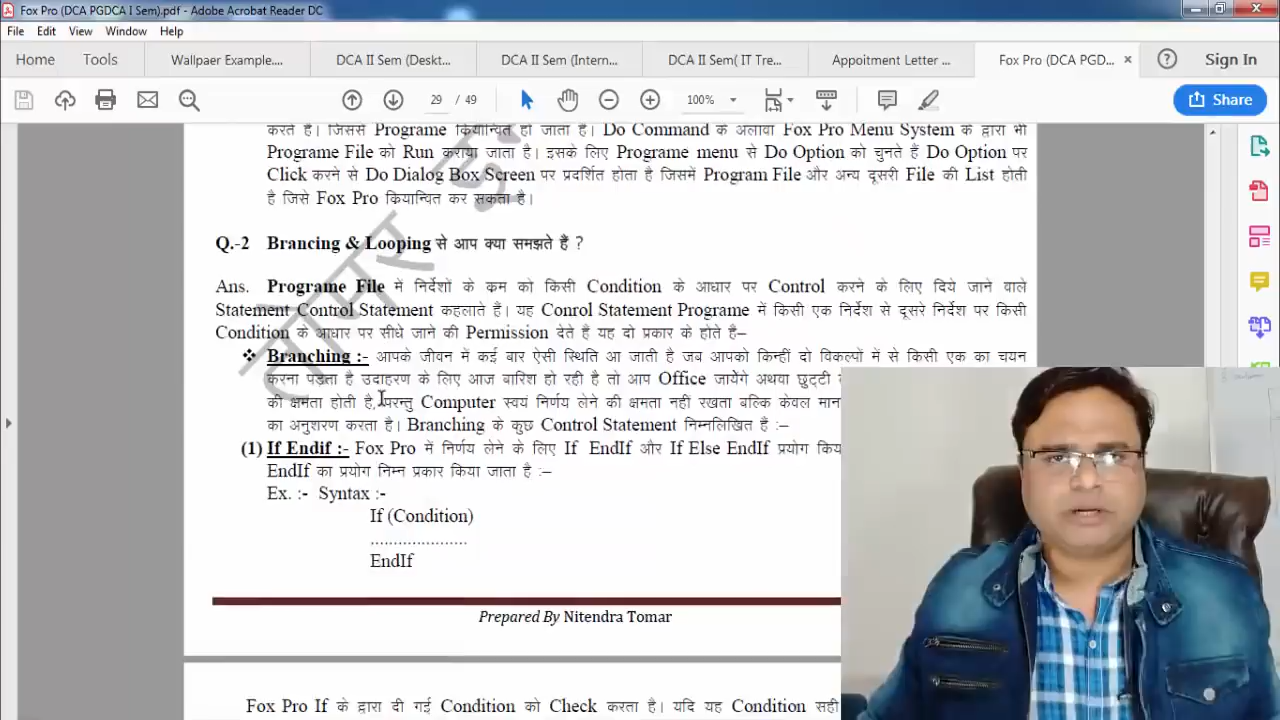 Fox Pro (DCA PGDCA I Sem).pdf - Adobe Acrobat Reader DC
File Edit View Window Help
Home Tools Wallpaer Example.... DCA II Sem (Deskt... DCA II Sem (Intern... DCA II Sem( IT Tre... Appoitment Letter ... Fox Pro (DCA PGD... × Sign In
29 / 49 100% Share
करते है। जिससे Programe कियान्वित हो जाता है। Do Command के अलावा Fox Pro Menu System के द्वारा भी
Programe File को Run कराया जाता है। इसके लिए Programe menu से Do Option को चुनते है Do Option पर
Click करने से Do Dialog Box Screen पर प्रदर्शित होता है जिसमें Program File और अन्य दूसरी File की List होती
है जिसे Fox Pro कियान्वित कर सकता है।
Q.-2 Brancing & Looping से आप क्या समझते हैं ?
Ans. Programe File में निर्देशों के कम को किसी Condition के आधार पर Control करने के लिए दिये जाने वाले
Statement Control Statement कहलाते हैं। यह Conrol Statement Programe में किसी एक निर्देश से दूसरे निर्देश पर किसी
Condition के आधार पर सीधे जाने की Permission देते है यह दो प्रकार के होते है–
❖ Branching :- आपके जीवन में कई बार ऐसी स्थिति आ जाती है जब आपको किन्हीं दो विकल्पों में से किसी एक का चयन
करना पड़ता है उदाहरण के लिए आज बारिश हो रही है तो आप Office जायेंगे अथवा छुट्टी
की क्षमता होती है, परन्तु Computer स्वयं निर्णय लेने की क्षमता नहीं रखता बल्कि केवल
का अनुशरण करता है। Branching के कुछ Control Statement निम्नलिखित हैं :–
(1) If Endif :- Fox Pro में निर्णय लेने के लिए If EndIf और If Else EndIf प्रयोग
EndIf का प्रयोग निम्न प्रकार किया जाता है :–
Ex. :- Syntax :-
If (Condition)
.....................
EndIf
Prepared By Nitendra Tomar
Fox Pro If के द्वारा दी गई Condition को Check करता है। यदि यह Condition सही